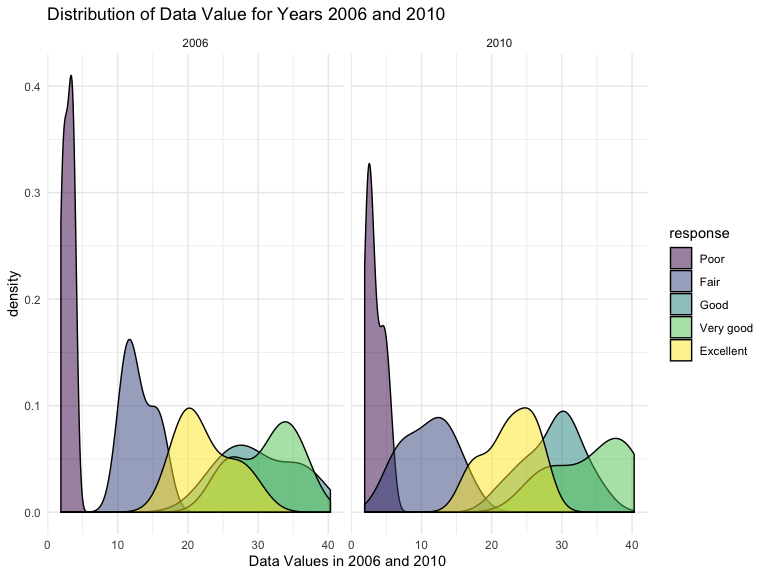 Distribution of Data Value for Years 2006 and 2010
2006
2010
0.4
0.3
0.2
0.1
0.0
density
0 10 20 30 40
0 10 20 30 40
Data Values in 2006 and 2010
response
Poor
Fair
Good
Very good
Excellent